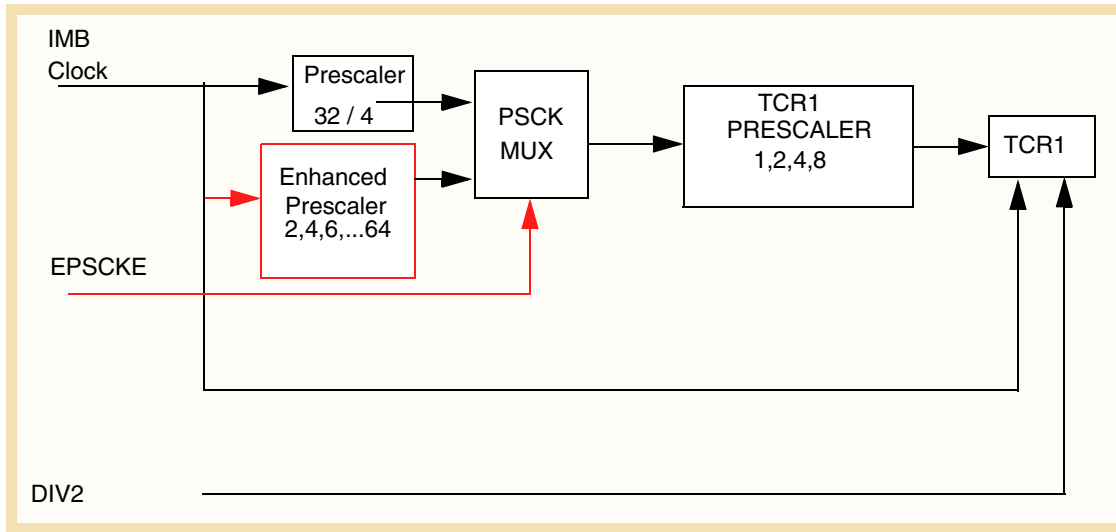 IMB
Clock
Prescaler
32 / 4
PSCK
MUX
TCR1
PRESCALER
1,2,4,8
TCR1
Enhanced
Prescaler
2,4,6,...64
EPSCKE
DIV2